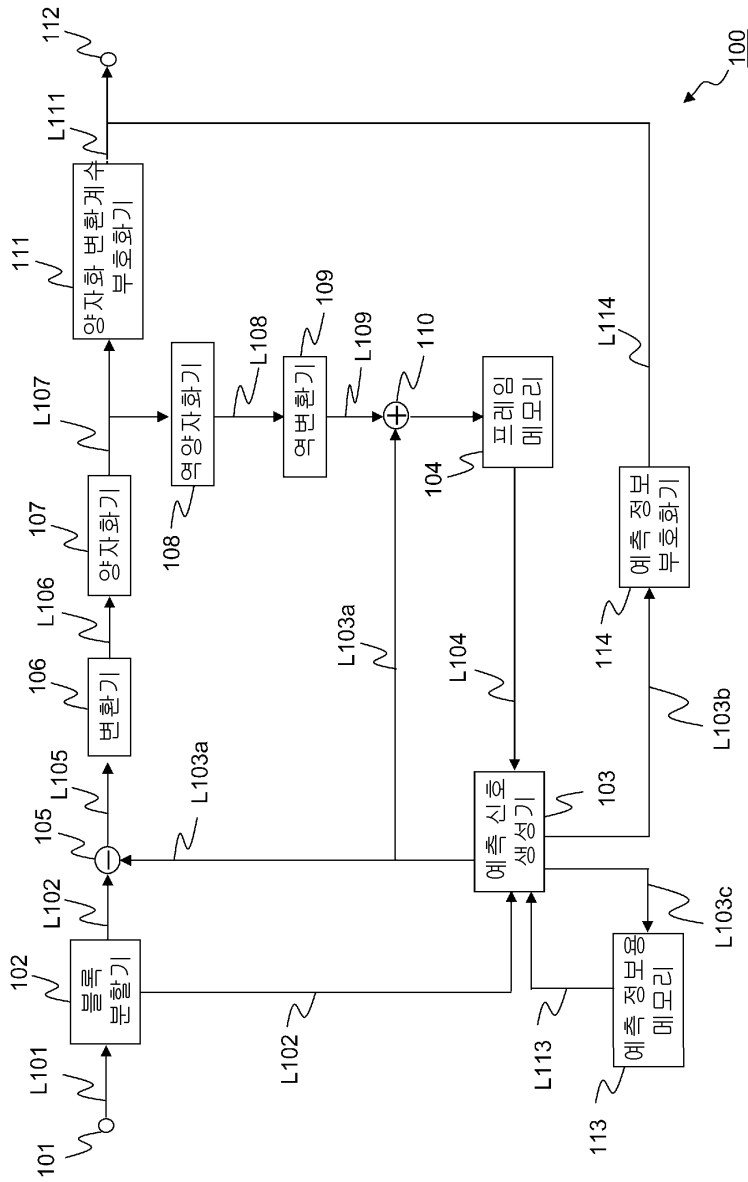 101
L101
102
블록
분할기
L102
105
L105
106
변환기
L106
107
양자화기
L107
111
양자화 변환계수
부호화기
L111
112
L103a
역양자화기
108
L108
역변환기
109
L109
110
프레임
메모리
104
L103a
L104
L102
예측 신호
생성기
103
L113
L103c
예측 정보용
메모리
113
L103b
예측 정보
부호화기
114
L114
100